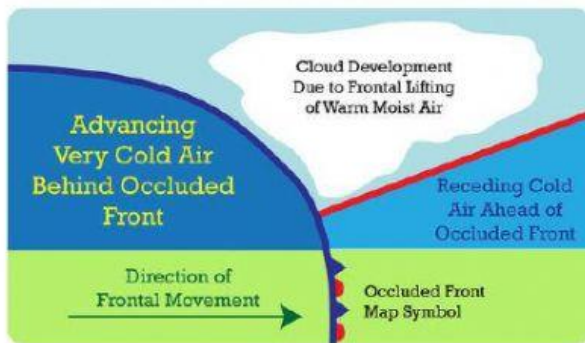 Cloud Development
Due to Frontal Lifting
of Warm Moist Air
Advancing
Very Cold Air
Behind Occluded
Front
Receding Cold
Air Ahead of
Occluded Front
Direction of
Frontal Movement
Occluded Front
Map Symbol